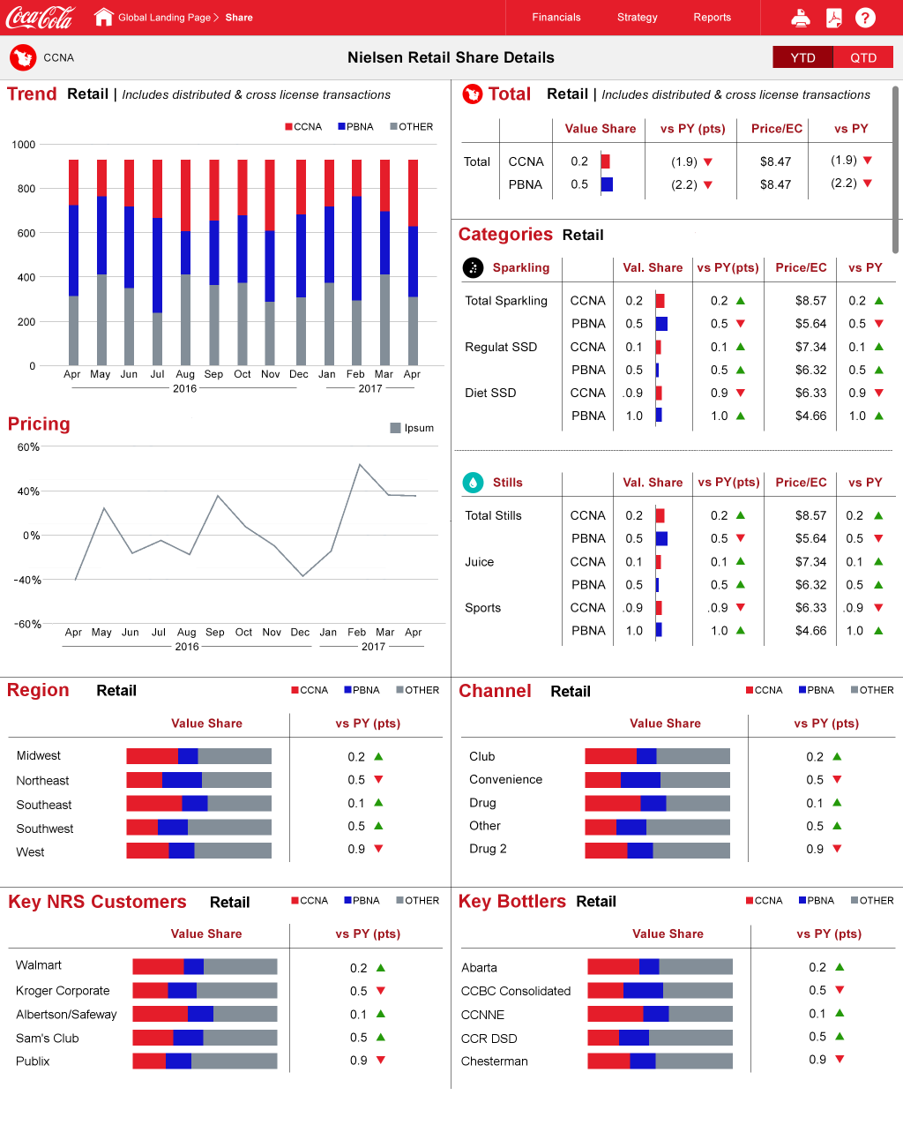 Coca-Cola
Global Landing Page > Share
Financials
Strategy
Reports
?
CCNA
Nielsen Retail Share Details
YTD
QTD
Trend Retail | Includes distributed & cross license transactions
CCNA PBNA OTHER
1000
800
600
400
200
0
Apr May Jun Jul Aug Sep Oct Nov Dec Jan Feb Mar Apr
2016 2017
Pricing
Ipsum
60%
40%
0%
-40%
-60%
Apr May Jun Jul Aug Sep Oct Nov Dec Jan Feb Mar Apr
2016 2017
Total Retail | Includes distributed & cross license transactions
Value Share vs PY (pts) Price/EC vs PY
Total CCNA 0.2 (1.9) $8.47 (1.9)
PBNA 0.5 (2.2) $8.47 (2.2)
Categories Retail
Sparkling Val. Share vs PY(pts) Price/EC vs PY
Total Sparkling CCNA 0.2 0.2 $8.57 0.2
PBNA 0.5 0.5 $5.64 0.5
Regulat SSD CCNA 0.1 0.1 $7.34 0.1
PBNA 0.5 0.5 $6.32 0.5
Diet SSD CCNA .0.9 0.9 $6.33 0.9
PBNA 1.0 1.0 $4.66 1.0
Stills Val. Share vs PY(pts) Price/EC vs PY
Total Stills CCNA 0.2 0.2 $8.57 0.2
PBNA 0.5 0.5 $5.64 0.5
Juice CCNA 0.1 0.1 $7.34 0.1
PBNA 0.5 0.5 $6.32 0.5
Sports CCNA .0.9 .0.9 $6.33 .0.9
PBNA 1.0 1.0 $4.66 1.0
Region Retail
CCNA PBNA OTHER
Value Share vs PY (pts)
Midwest 0.2
Northeast 0.5
Southeast 0.1
Southwest 0.5
West 0.9
Channel Retail
CCNA PBNA OTHER
Value Share vs PY (pts)
Club 0.2
Convenience 0.5
Drug 0.1
Other 0.5
Drug 2 0.9
Key NRS Customers Retail
CCNA PBNA OTHER
Value Share vs PY (pts)
Walmart 0.2
Kroger Corporate 0.5
Albertson/Safeway 0.1
Sam's Club 0.5
Publix 0.9
Key Bottlers Retail
CCNA PBNA OTHER
Value Share vs PY (pts)
Abarta 0.2
CCBC Consolidated 0.5
CCNNE 0.1
CCR DSD 0.5
Chesterman 0.9